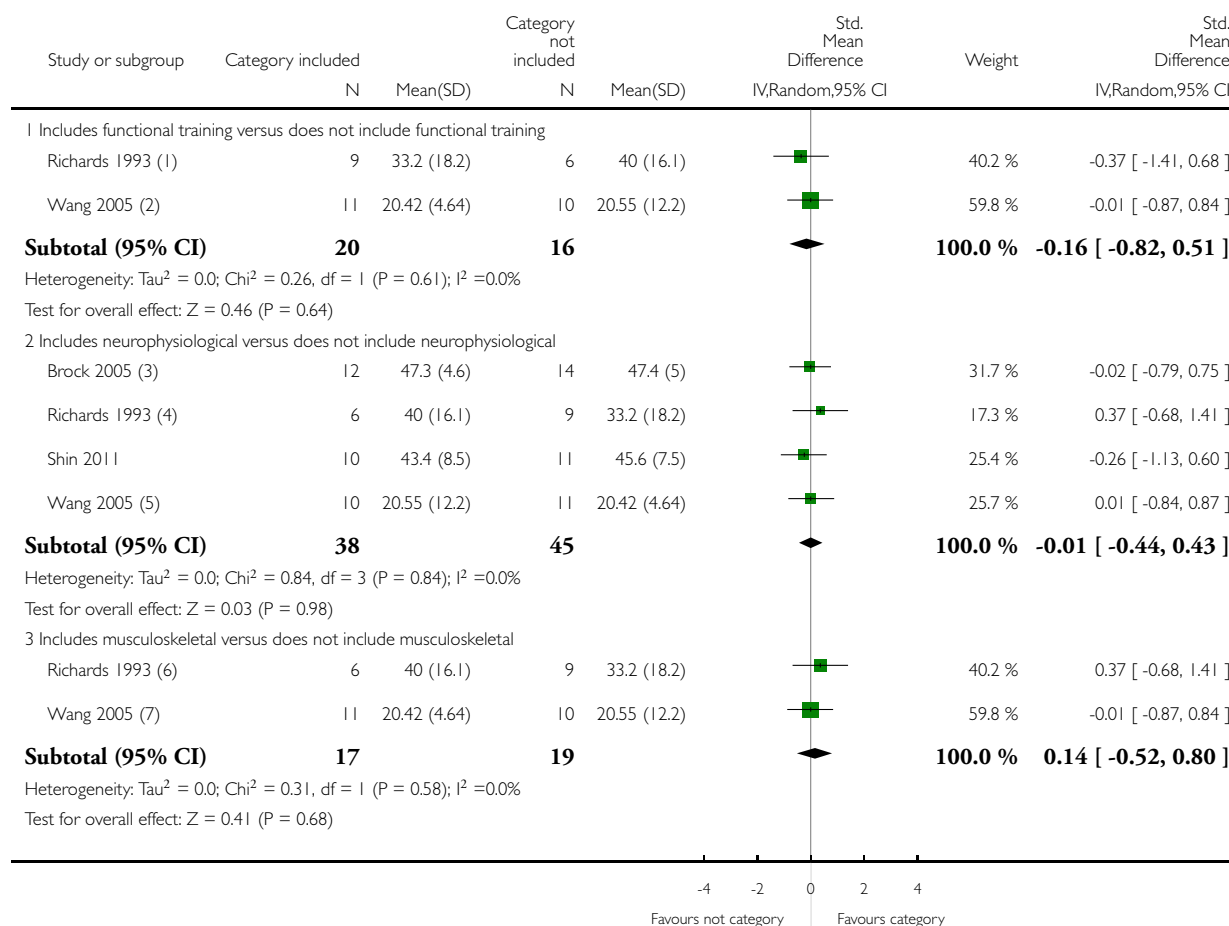 Study or subgroup Category included Category not included Std. Mean Difference Weight Std. Mean Difference
N Mean(SD) N Mean(SD) IV,Random,95% CI IV,Random,95% CI
1 Includes functional training versus does not include functional training
Richards 1993 (1) 9 33.2 (18.2) 6 40 (16.1) 40.2 % -0.37 [ -1.41, 0.68 ]
Wang 2005 (2) 11 20.42 (4.64) 10 20.55 (12.2) 59.8 % -0.01 [ -0.87, 0.84 ]
Subtotal (95% CI) 20 16 100.0 % -0.16 [ -0.82, 0.51 ]
Heterogeneity: Tau² = 0.0; Chi² = 0.26, df = 1 (P = 0.61); I² =0.0%
Test for overall effect: Z = 0.46 (P = 0.64)
2 Includes neurophysiological versus does not include neurophysiological
Brock 2005 (3) 12 47.3 (4.6) 14 47.4 (5) 31.7 % -0.02 [ -0.79, 0.75 ]
Richards 1993 (4) 6 40 (16.1) 9 33.2 (18.2) 17.3 % 0.37 [ -0.68, 1.41 ]
Shin 2011 10 43.4 (8.5) 11 45.6 (7.5) 25.4 % -0.26 [ -1.13, 0.60 ]
Wang 2005 (5) 10 20.55 (12.2) 11 20.42 (4.64) 25.7 % 0.01 [ -0.84, 0.87 ]
Subtotal (95% CI) 38 45 100.0 % -0.01 [ -0.44, 0.43 ]
Heterogeneity: Tau² = 0.0; Chi² = 0.84, df = 3 (P = 0.84); I² =0.0%
Test for overall effect: Z = 0.03 (P = 0.98)
3 Includes musculoskeletal versus does not include musculoskeletal
Richards 1993 (6) 6 40 (16.1) 9 33.2 (18.2) 40.2 % 0.37 [ -0.68, 1.41 ]
Wang 2005 (7) 11 20.42 (4.64) 10 20.55 (12.2) 59.8 % -0.01 [ -0.87, 0.84 ]
Subtotal (95% CI) 17 19 100.0 % 0.14 [ -0.52, 0.80 ]
Heterogeneity: Tau² = 0.0; Chi² = 0.31, df = 1 (P = 0.58); I² =0.0%
Test for overall effect: Z = 0.41 (P = 0.68)
-4 -2 0 2 4
Favours not category Favours category